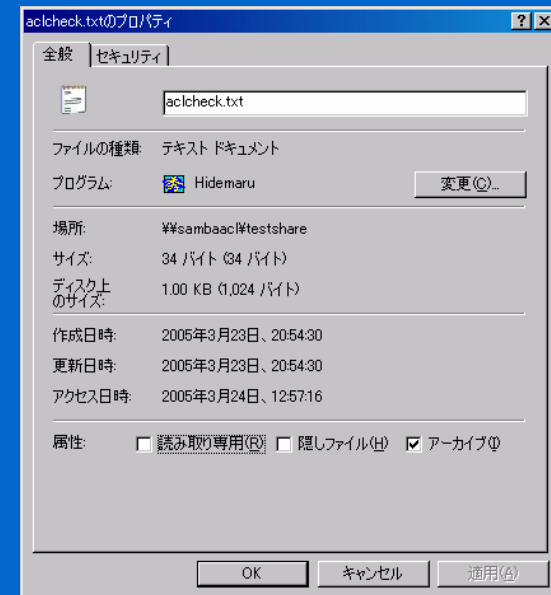 aclcheck.txtのプロパティ
全般 セキュリティ
aclcheck.txt
ファイルの種類: テキスト ドキュメント
プログラム: Hidemaru 変更(C)...
場所: ¥¥sambaacl¥testshare
サイズ: 34 バイト (34 バイト)
ディスク上
のサイズ: 1.00 KB (1,024 バイト)
作成日時: 2005年3月23日、20:54:30
更新日時: 2005年3月23日、20:54:30
アクセス日時: 2005年3月24日、12:57:16
属性: 読み取り専用(R) 隠しファイル(H) アーカイブ(I)
OK キャンセル 適用(A)